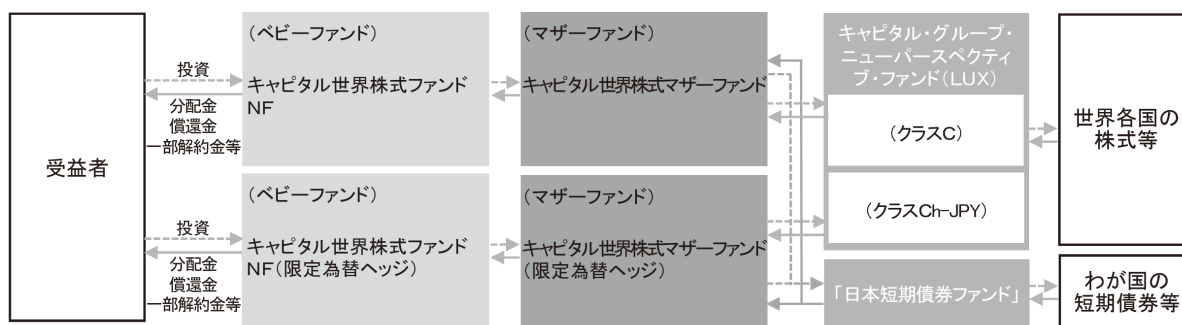 受益者
投資
分配金
償還金
一部解約金等
投資
分配金
償還金
一部解約金等
(ベビーファンド)
キャピタル世界株式ファンド
NF
(ベビーファンド)
キャピタル世界株式ファンド
NF(限定為替ヘッジ)
(マザーファンド)
キャピタル世界株式マザーファンド
(マザーファンド)
キャピタル世界株式マザーファンド
(限定為替ヘッジ)
キャピタル・グループ・
ニューパースペクティ
ブ・ファンド(LUX)
(クラスC)
(クラスCh-JPY)
「日本短期債券ファンド」
世界各国の
株式等
わが国の
短期債券等